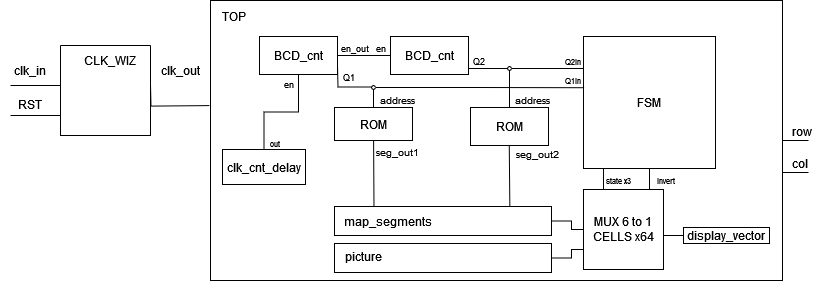 TOP
CLK_WIZ
clk_in
RST
clk_out
BCD_cnt
en_out
en
BCD_cnt
Q1
Q2
Q2in
Q1in
FSM
en
address
ROM
address
ROM
out
clk_cnt_delay
seg_out1
seg_out2
row
col
state x3
invert
map_segments
picture
MUX 6 to 1
CELLS x64
display_vector